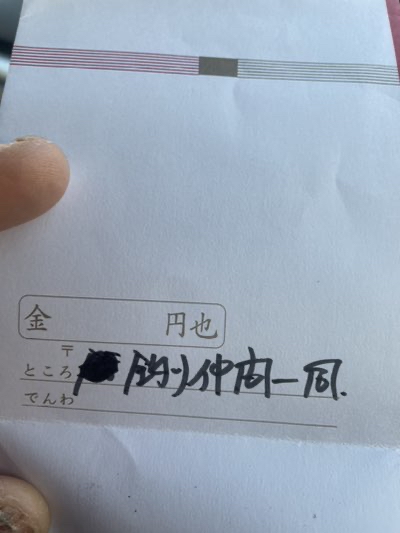 金 円也
〒
ところ 釣り仲間一同.
でんわ